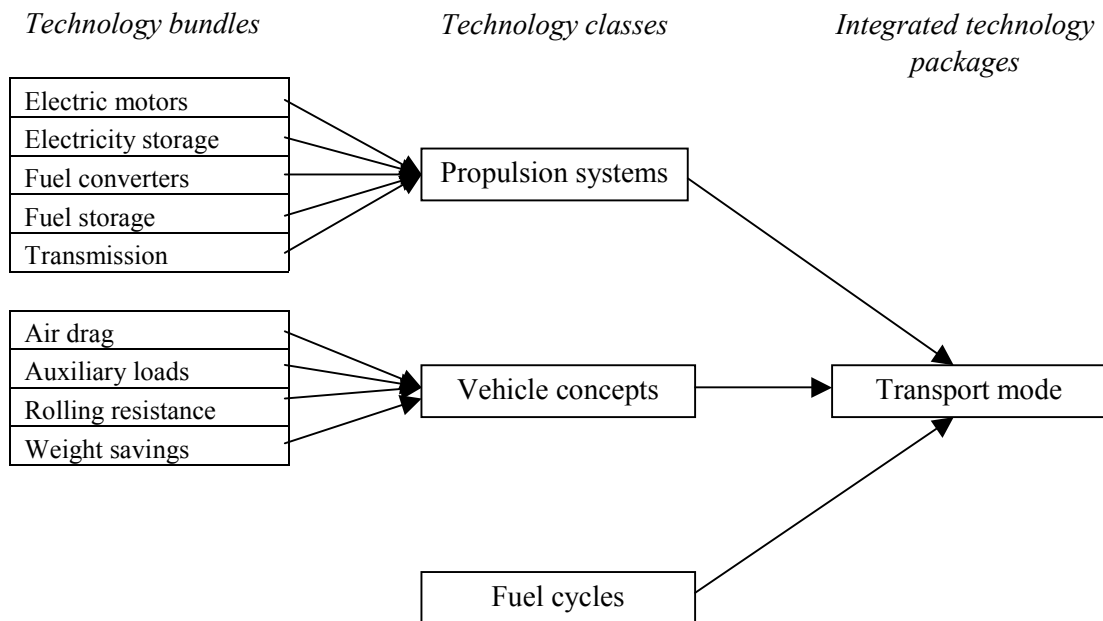 Technology bundles
Technology classes
Integrated technology
packages
Electric motors
Electricity storage
Fuel converters
Fuel storage
Transmission
Propulsion systems
Air drag
Auxiliary loads
Rolling resistance
Weight savings
Vehicle concepts
Transport mode
Fuel cycles